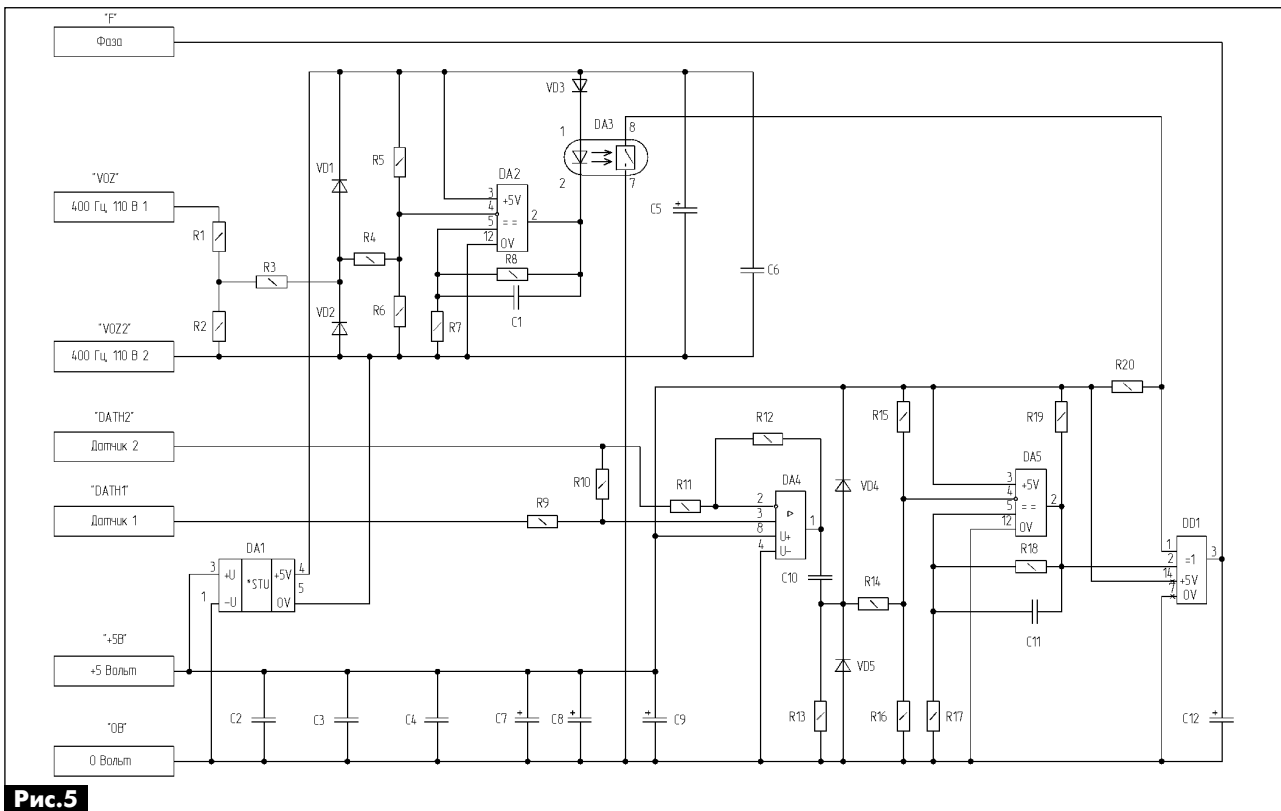 "F"
Фаза
VD3
1
DA3
8
2
7
R5
VD1
DA2
3
+5V
4
5
= =
2
12
0V
"VOZ"
400 Гц, 110 В 1
R1
R3
R4
R8
C5
C6
R2
VD2
R6
R7
C1
"VOZ2"
400 Гц, 110 В 2
R20
"DATH2"
Датчик 2
R12
R15
R19
R10
R11
DA4
VD4
DA5
"DATH1"
Датчик 1
R9
2
3
8
U+
4
U-
1
3
+5V
4
5
= =
2
12
0V
DD1
DA1
3
+U
1
-U
*STU
+5V
4
0V
5
C10
R14
R18
1
2
=1
3
14
+5V
7
0V
C11
"+5В"
+5 Вольт
VD5
C2
C3
C4
C7
C8
C9
R13
R16
R17
C12
"0В"
0 Вольт
+
+
+
+
+
Рис.5